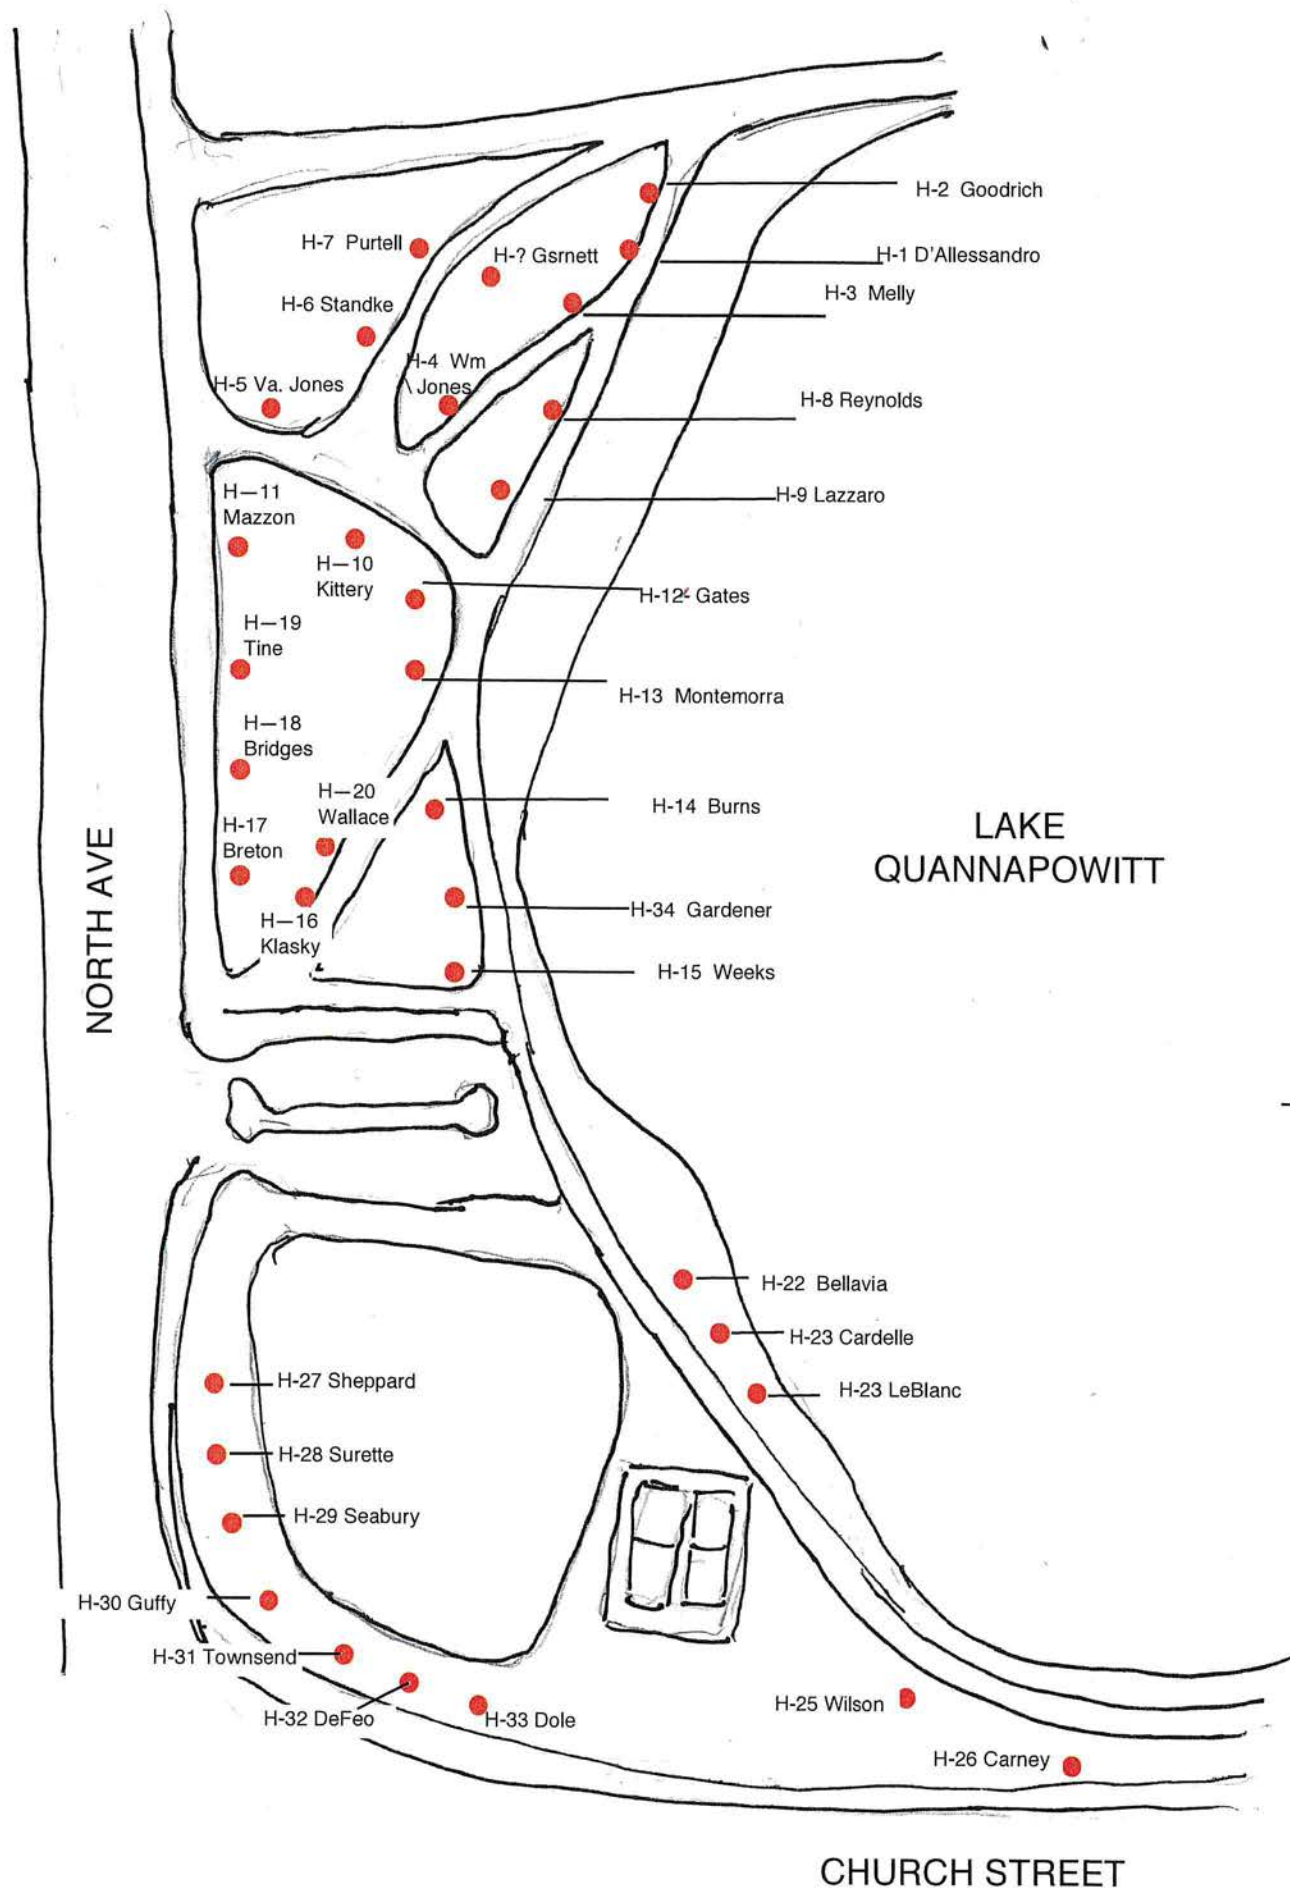 H-2 Goodrich
H-7 Purtell
H-? Gsrnett
H-1 D'Allessandro
H-3 Melly
H-6 Standke
H-4 Wm
\ Jones
H-5 Va. Jones
H-8 Reynolds
H—11
Mazzon
H-9 Lazzaro
H—10
Kittery
H-12- Gates
H—19
Tine
H-13 Montemorra
H—18
Bridges
H—20
Wallace
H-14 Burns
H-17
Breton
LAKE
QUANNAPOWITT
NORTH AVE
H-34 Gardener
H—16
Klasky
H-15 Weeks
H-22 Bellavia
H-23 Cardelle
H-27 Sheppard
H-23 LeBlanc
H-28 Surette
H-29 Seabury
H-30 Guffy
H-31 Townsend
H-32 DeFeo
H-33 Dole
H-25 Wilson
H-26 Carney
CHURCH STREET